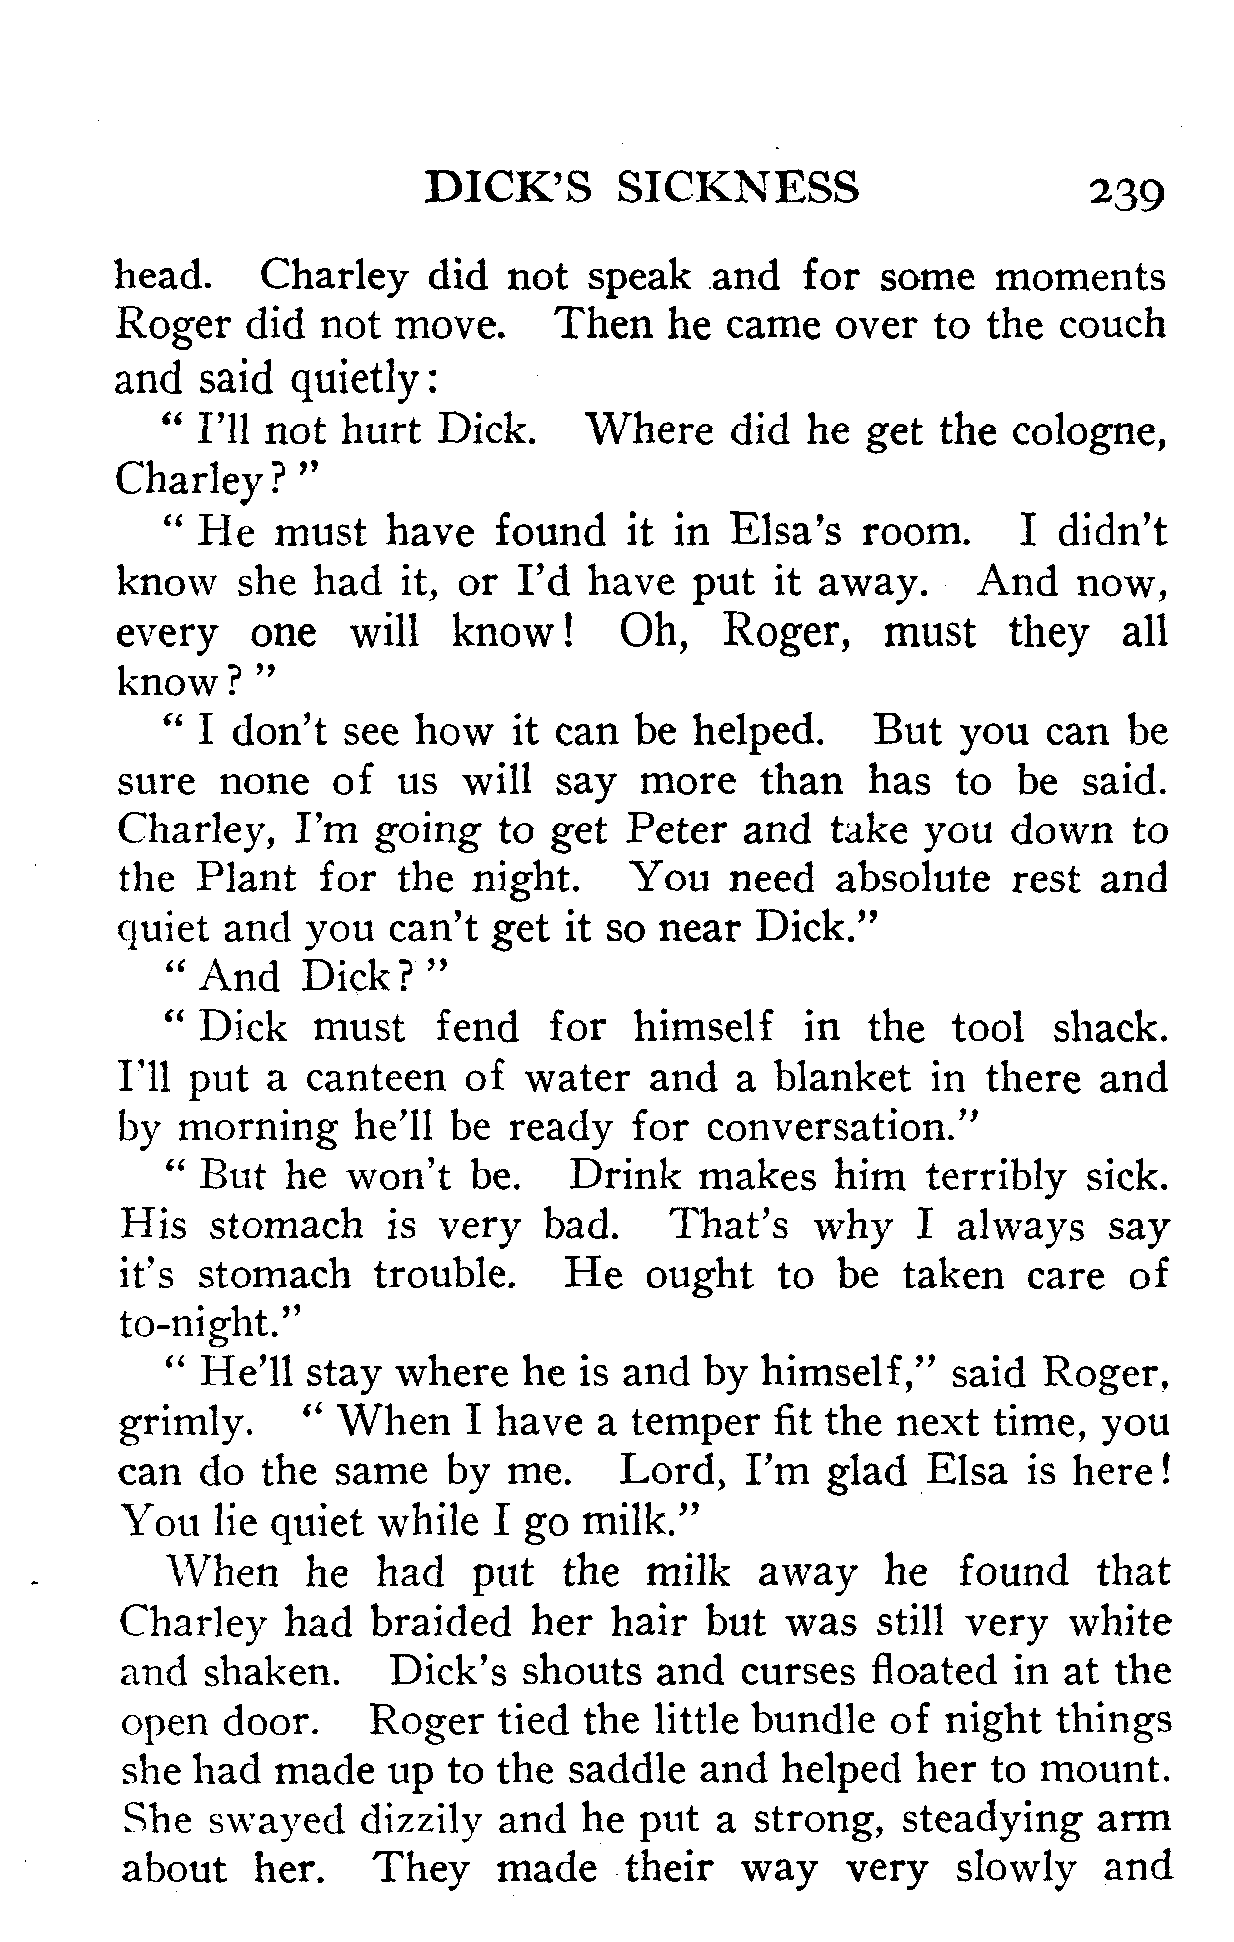 DICK'S SICKNESS 239
head. Charley did not speak and for some moments
Roger did not move. Then he came over to the couch
and said quietly:
" I'll not hurt Dick. Where did he get the cologne,
Charley? "
" He must have found it in Elsa's room. I didn't
know she had it, or I'd have put it away. And now,
every one will know! Oh, Roger, must they all
know? "
" I don't see how it can be helped. But you can be
sure none of us will say more than has to be said.
Charley, I'm going to get Peter and take you down to
the Plant for the night. You need absolute rest and
quiet and you can't get it so near Dick."
" And Dick? "
" Dick must fend for himself in the tool shack.
I'll put a canteen of water and a blanket in there and
by morning he'll be ready for conversation."
" But he won't be. Drink makes him terribly sick.
His stomach is very bad. That's why I always say
it's stomach trouble. He ought to be taken care of
to-night."
" He'll stay where he is and by himself," said Roger,
grimly. " When I have a temper fit the next time, you
can do the same by me. Lord, I'm glad Elsa is here!
You lie quiet while I go milk."
When he had put the milk away he found that
Charley had braided her hair but was still very white
and shaken. Dick's shouts and curses floated in at the
open door. Roger tied the little bundle of night things
she had made up to the saddle and helped her to mount.
She swayed dizzily and he put a strong, steadying arm
about her. They made their way very slowly and